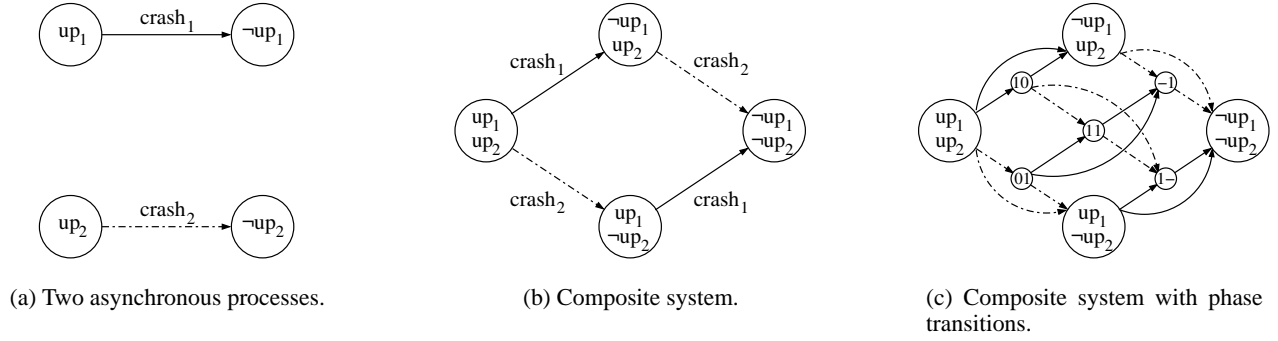 up1 crash1 ¬up1
up2 crash2 ¬up2
(a) Two asynchronous processes.
¬up1
up2
crash1 crash2
up1
up2
¬up1
¬up2
crash2 crash1
up1
¬up2
(b) Composite system.
¬up1
up2
10 −1
up1
up2
11
¬up1
¬up2
01 1−
up1
¬up2
(c) Composite system with phase
transitions.